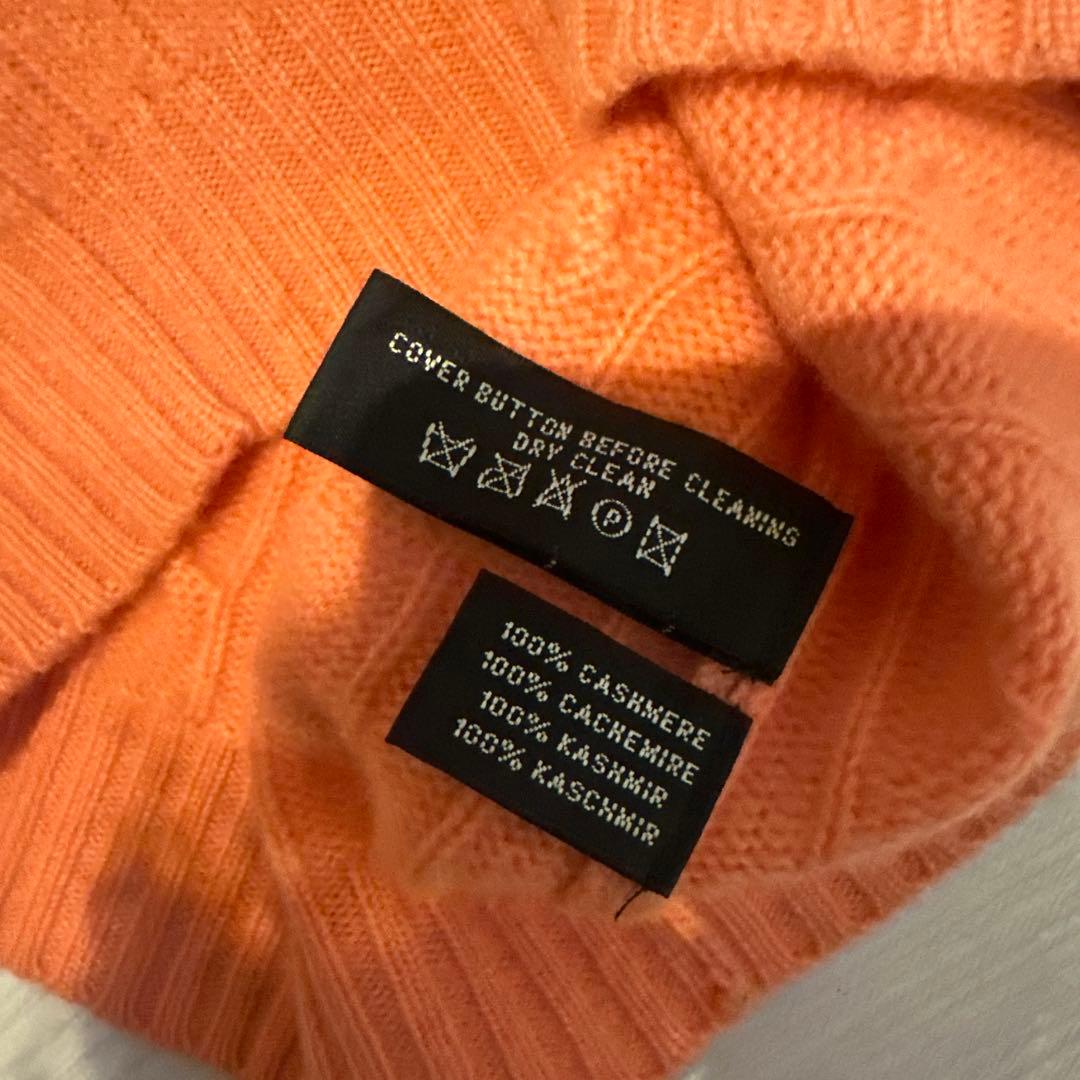 COVER BUTTON BEFORE CLEANING
DRY CLEAN
P
100% CASHMERE
100% CACHEMIRE
100% KASHMIR
100% KASCHMIR